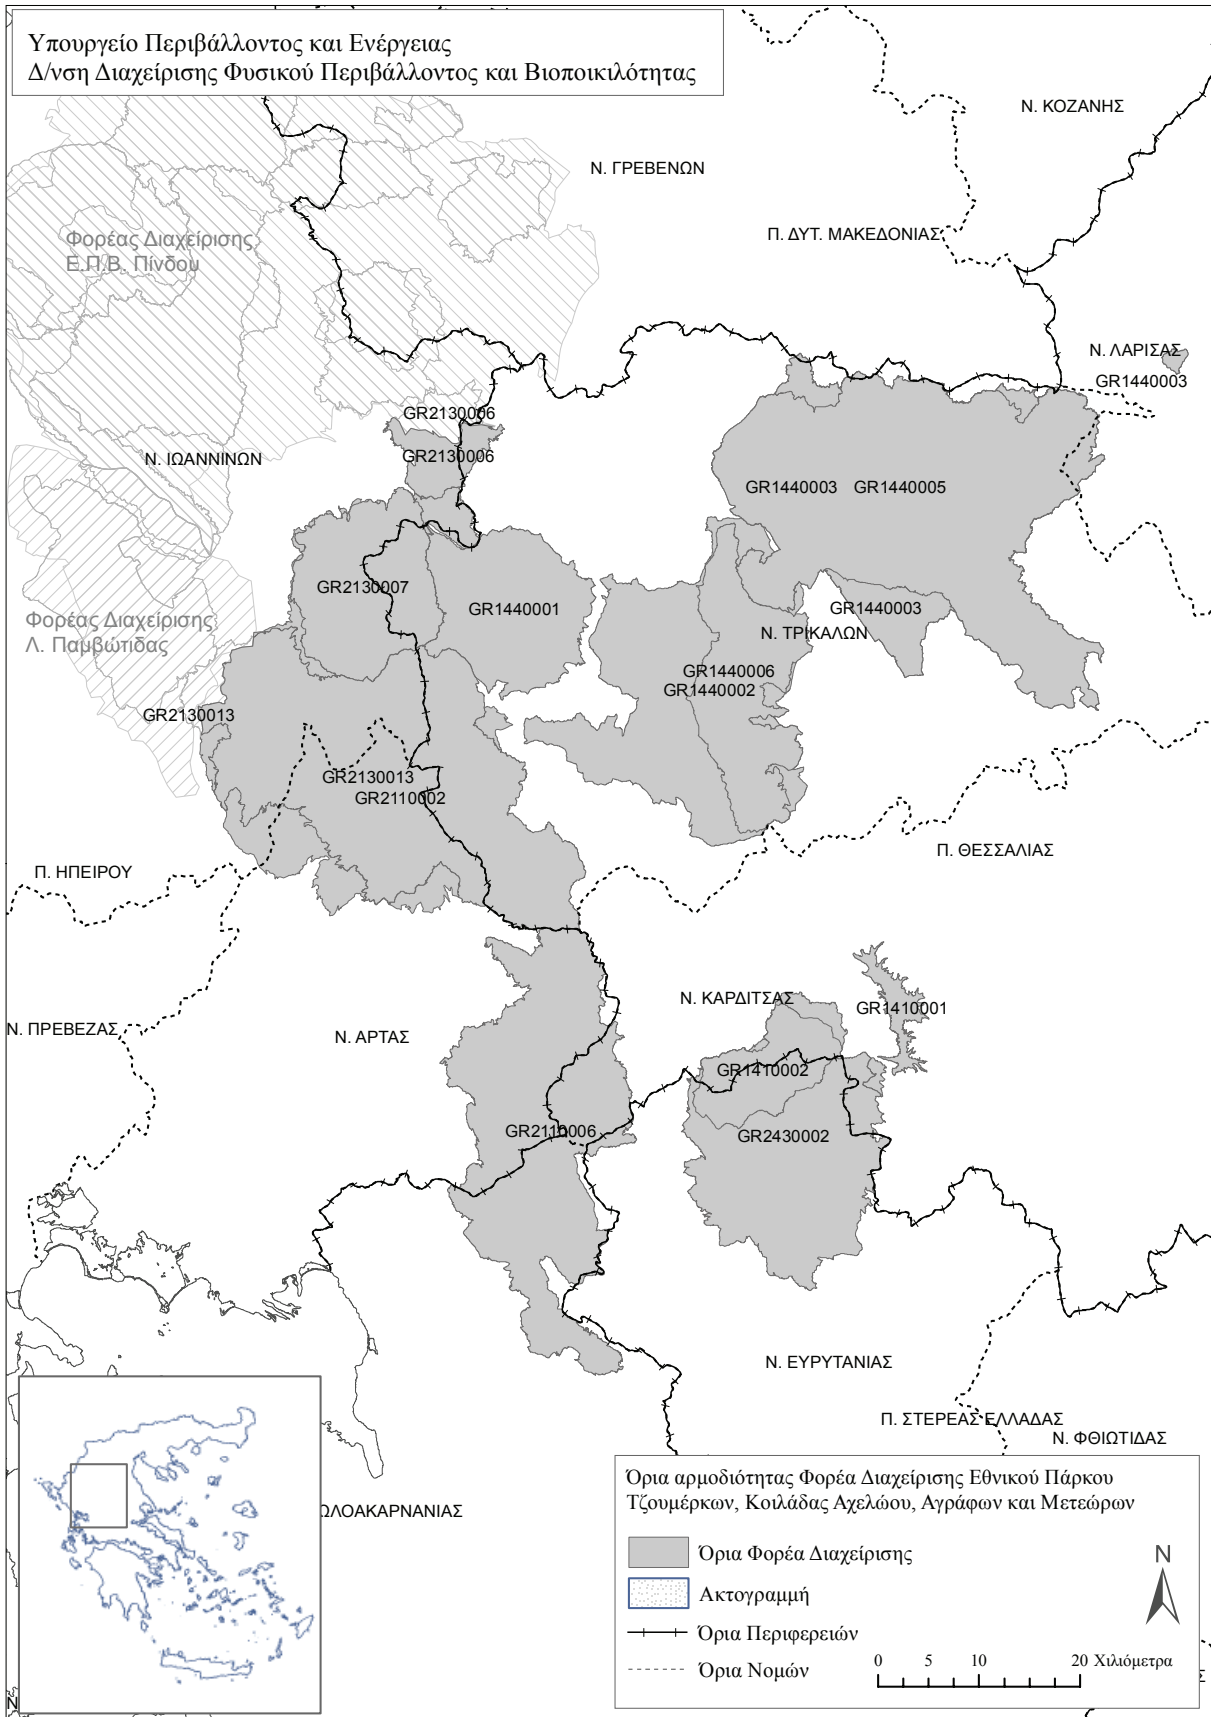 Υπουργείο Περιβάλλοντος και Ενέργειας
Δ/νση Διαχείρισης Φυσικού Περιβάλλοντος και Βιοποικιλότητας
Ν. ΚΟΖΑΝΗΣ
Ν. ΓΡΕΒΕΝΩΝ
Φορέας Διαχείρισης
Ε.Π.Β. Πίνδου
Π. ΔΥΤ. ΜΑΚΕΔΟΝΙΑΣ
Ν. ΛΑΡΙΣΑΣ
GR1440003
GR2130006
GR2130006
Ν. ΙΩΑΝΝΙΝΩΝ
GR1440003
GR1440005
GR2130007
GR1440001
GR1440003
Φορέας Διαχείρισης
Λ. Παμβώτιδας
Ν. ΤΡΙΚΑΛΩΝ
GR1440006
GR1440002
GR2130013
GR2130013
GR2110002
Π. ΘΕΣΣΑΛΙΑΣ
Π. ΗΠΕΙΡΟΥ
Ν. ΚΑΡΔΙΤΣΑΣ
GR1410001
Ν. ΠΡΕΒΕΖΑΣ
Ν. ΑΡΤΑΣ
GR1410002
GR2110006
GR2430002
Ν. ΕΥΡΥΤΑΝΙΑΣ
Π. ΣΤΕΡΕΑΣ ΕΛΛΑΔΑΣ
Ν. ΦΘΙΩΤΙΔΑΣ
ΩΛΟΑΚΑΡΝΑΝΙΑΣ
Όρια αρμοδιότητας Φορέα Διαχείρισης Εθνικού Πάρκου
Τζουμέρκων, Κοιλάδας Αχελώου, Αγράφων και Μετεώρων
Όρια Φορέα Διαχείρισης
Ακτογραμμή
Όρια Περιφερειών
Όρια Νομών
N
0 5 10 20 Χιλιόμετρα